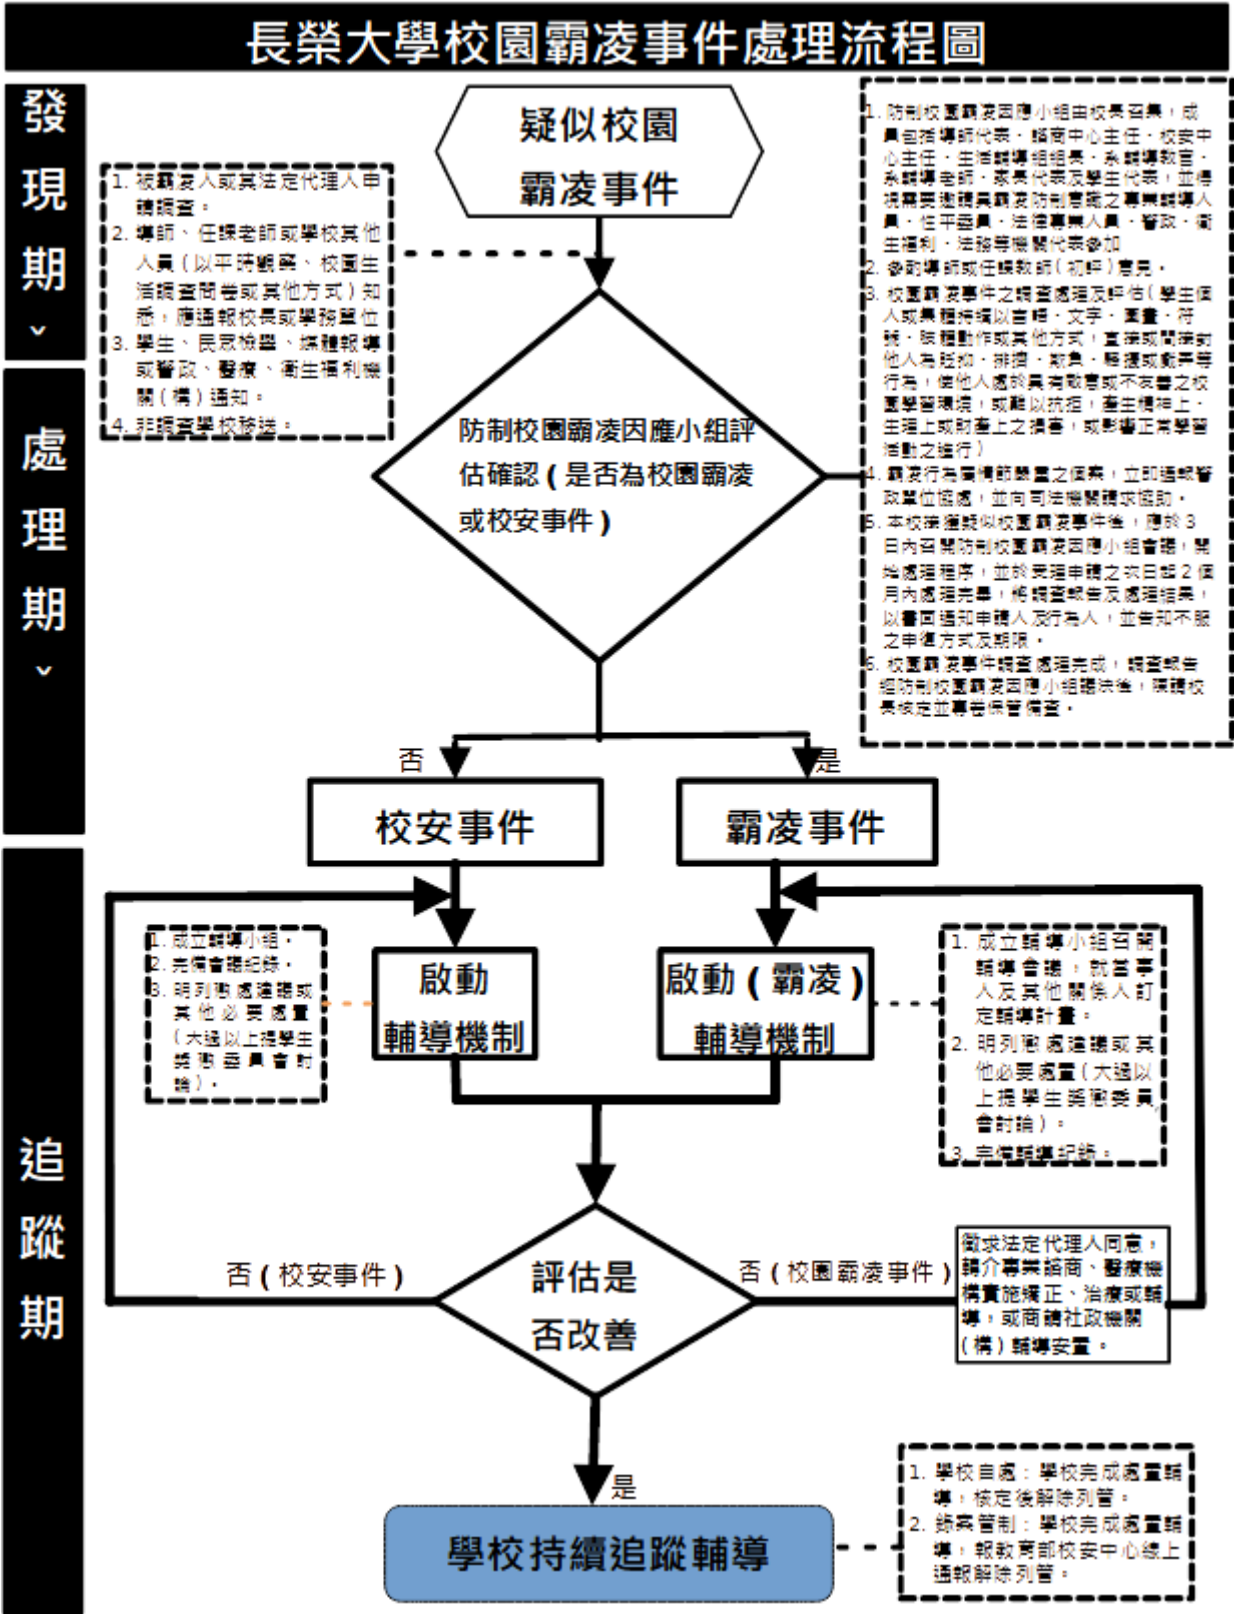 長榮大學校園霸凌事件處理流程圖
發現期﹀
疑似校園
霸凌事件
1. 被霸凌人或其法定代理人申
請調查。
2. 導師、任課老師或學校其他
人員(以平時觀察、校園生
活調查問卷或其他方式)知
悉,應通報校長或學務單位
3. 學生、民眾檢舉、媒體報導
或警政、醫療、衛生福利機
關(構)通知。
4. 非調查學校移送。
1. 防制校園霸凌因應小組由校長召集,成
員包括導師代表、諮商中心主任、校安中
心主任、生活輔導組組長、系輔導教官、
系輔導老師、家長代表及學生代表,並得
視需要邀請具霸凌防制意識之專業輔導人
員、性平委員、法律專業人員、警政、衛
生福利、法務等機關代表參加
2. 參酌導師或任課教師(初評)意見。
3. 校園霸凌事件之調查處理及評估(學生個
人或集體持續以言語、文字、圖畫、符
號、肢體動作或其他方式,直接或間接對
他人為貶抑、排擠、欺負、騷擾或戲弄等
行為,使他人處於具有敵意或不友善之校
園學習環境,或難以抗拒,產生精神上、
生理上或財產上之損害,或影響正常學習
活動之進行)
4. 霸凌行為屬情節嚴重之個案,立即通報警
政單位協處,並向司法機關請求協助。
5. 本校接獲疑似校園霸凌事件後,應於3
日內召開防制校園霸凌因應小組會議,開
始處理程序,並於受理申請之次日起2個
月內處理完畢,將調查報告及處理結果,
以書面通知申請人及行為人,並告知不服
之申復方式及期限。
6. 校園霸凌事件調查處理完成,調查報告
經防制校園霸凌因應小組議決後,陳請校
長核定並專卷保管備查。
處理期﹀
防制校園霸凌因應小組評
估確認(是否為校園霸凌
或校安事件)
否
是
校安事件
霸凌事件
追蹤期
1. 成立輔導小組。
2. 完備會議紀錄。
3. 明列懲處建議或
其他必要處置
(大過以上提學生
獎懲委員會討
論)。
啟動
輔導機制
啟動(霸凌)
輔導機制
1. 成立輔導小組召開
輔導會議,就當事
人及其他關係人訂
定輔導計畫。
2. 明列懲處建議或其
他必要處置(大過以
上提學生獎懲委員
會討論)。
3. 完備輔導紀錄。
否(校安事件)
評估是
否改善
否(校園霸凌事件)
徵求法定代理人同意,
轉介專業諮商、醫療機
構實施矯正、治療或輔
導,或商請社政機關
(構)輔導安置。
是
學校持續追蹤輔導
1. 學校自處:學校完成處置輔
導,核定後解除列管。
2. 錄案管制:學校完成處置輔
導,報教育部校安中心線上
通報解除列管。